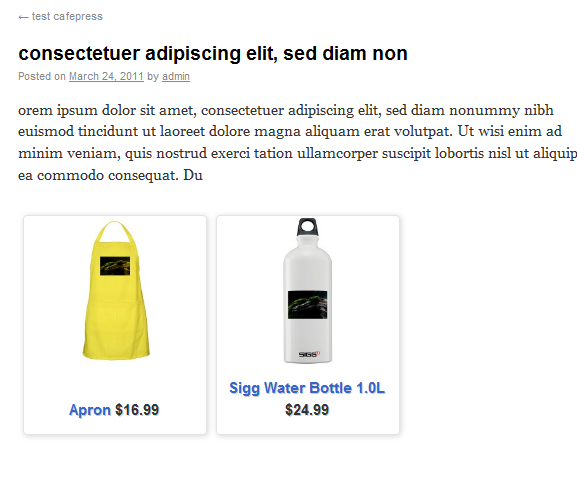 ← test cafepress
consectetuer adipiscing elit, sed diam non
Posted on March 24, 2011 by admin
orem ipsum dolor sit amet, consectetuer adipiscing elit, sed diam nonummy nibh
euismod tincidunt ut laoreet dolore magna aliquam erat volutpat. Ut wisi enim ad
minim veniam, quis nostrud exerci tation ullamcorper suscipit lobortis nisl ut aliquip
ea commodo consequat. Du
SIGG
Apron $16.99
Sigg Water Bottle 1.0L
$24.99